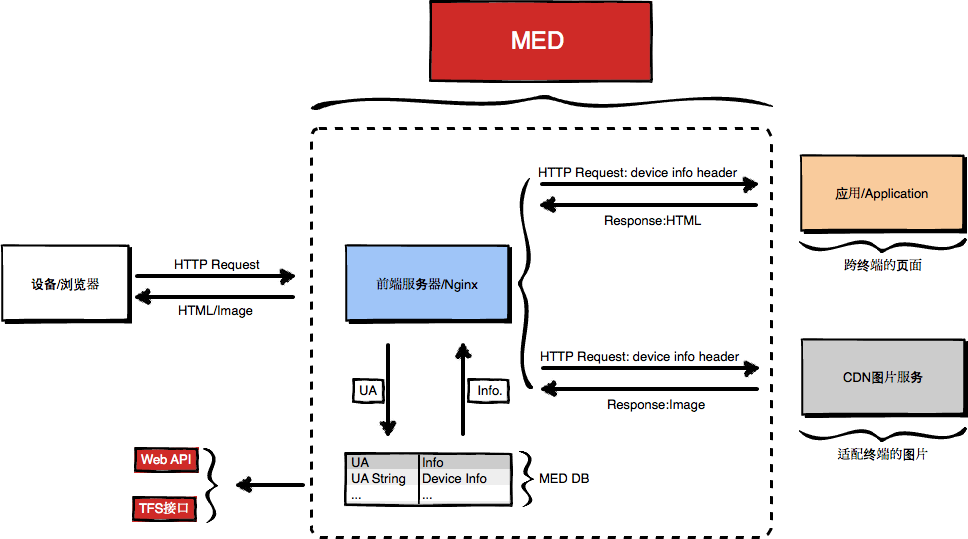 MED
HTTP Request: device info header
Response:HTML
应用/Application
跨终端的页面
设备/浏览器
HTTP Request
HTML/Image
前端服务器/Nginx
HTTP Request: device info header
Response:Image
CDN图片服务
适配终端的图片
UA
Info.
UA Info
UA String Device Info
... ...
MED DB
Web API
TFS接口